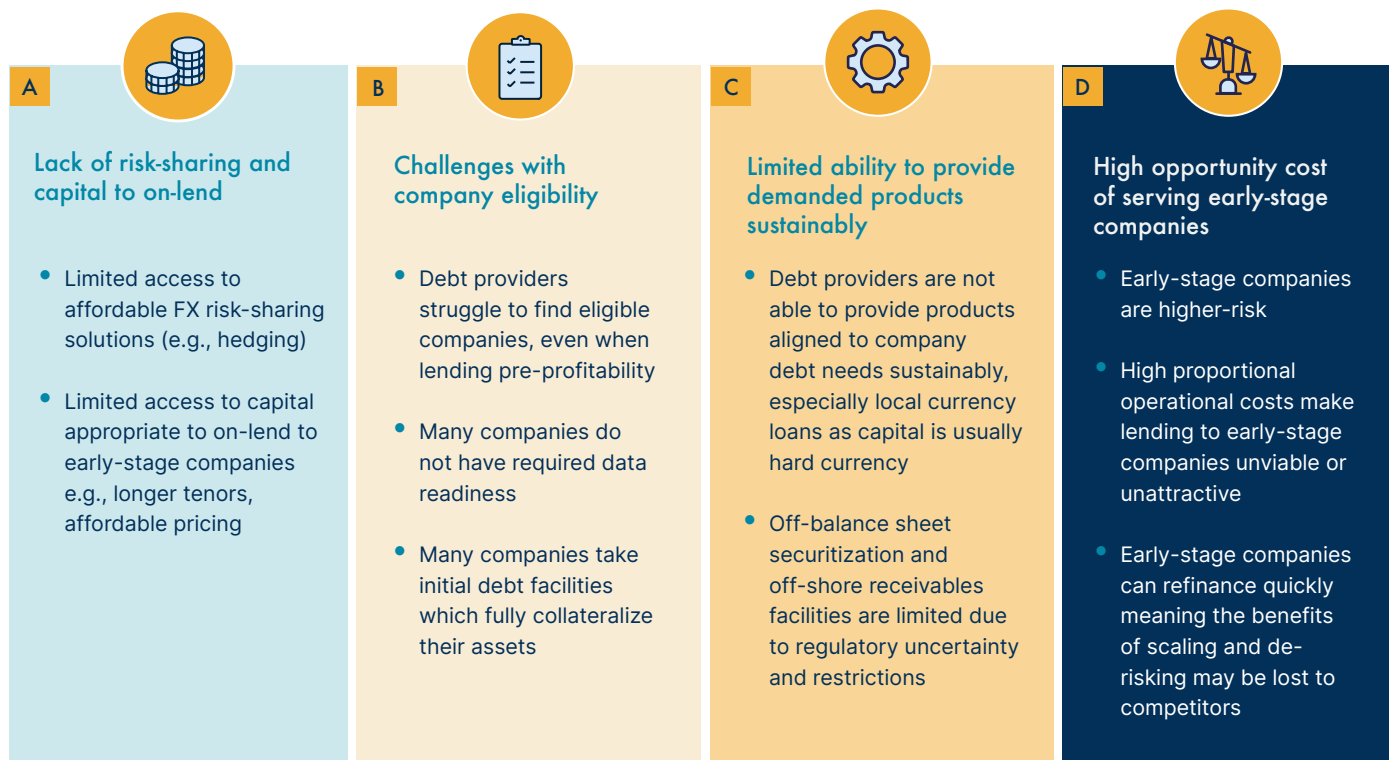 A
Lack of risk-sharing and
capital to on-lend
• Limited access to
affordable FX risk-sharing
solutions (e.g., hedging)
• Limited access to capital
appropriate to on-lend to
early-stage companies
e.g., longer tenors,
affordable pricing
B
Challenges with
company eligibility
• Debt providers
struggle to find eligible
companies, even when
lending pre-profitability
• Many companies do
not have required data
readiness
• Many companies take
initial debt facilities
which fully collateralize
their assets
C
Limited ability to provide
demanded products
sustainably
• Debt providers are not
able to provide products
aligned to company
debt needs sustainably,
especially local currency
loans as capital is usually
hard currency
• Off-balance sheet
securitization and
off-shore receivables
facilities are limited due
to regulatory uncertainty
and restrictions
D
High opportunity cost
of serving early-stage
companies
• Early-stage companies
are higher-risk
• High proportional
operational costs make
lending to early-stage
companies unviable or
unattractive
• Early-stage companies
can refinance quickly
meaning the benefits
of scaling and de-
risking may be lost to
competitors